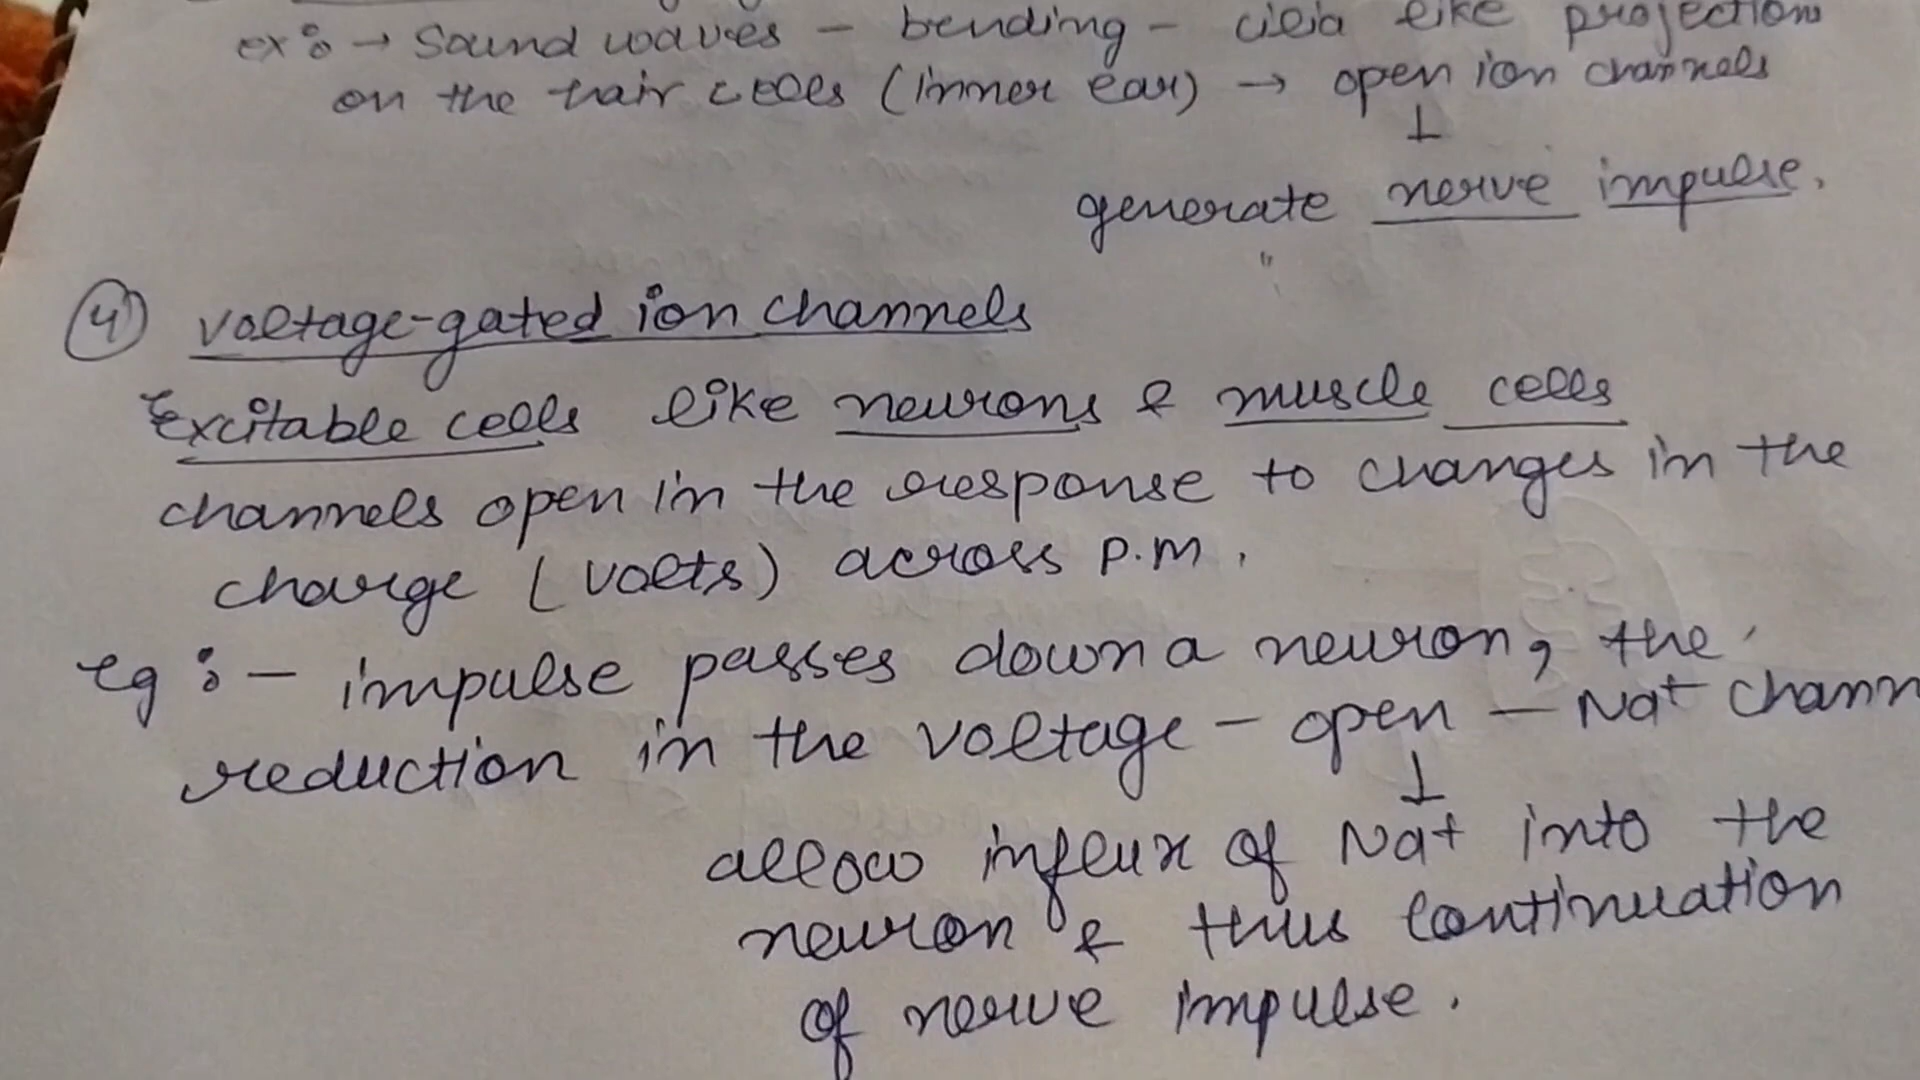 ex:→ Sound waves - bending - cilia like projection
on the hair cells (inner ear) → open ion channels
↓
generate nerve impulse.
④ voltage-gated ion channels
Excitable cells like neurons & muscle cells
channels open in the response to changes in the
charge (volts) across P.M.
eg :- impulse passes down a neuron, the
reduction in the voltage - open - Na+ chann
↓
allow influx of Na+ into the
neuron & thus continuation
of nerve impulse.